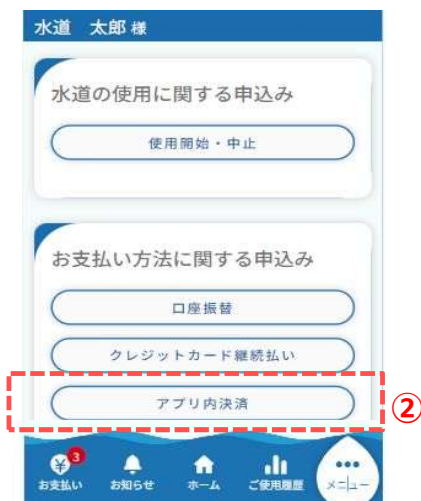 水道　太郎 様
水道の使用に関する申込み
使用開始・中止
お支払い方法に関する申込み
口座振替
クレジットカード継続払い
アプリ内決済
②
3
お支払い お知らせ ホーム ご使用履歴 メニュー